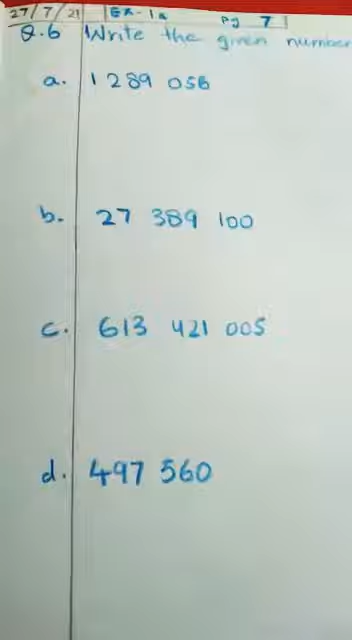 27/7/21 Ex-1a Pg 7
Q.6 Write the given number
a. 1 289 056
b. 27 389 100
c. 613 421 005
d. 497 560